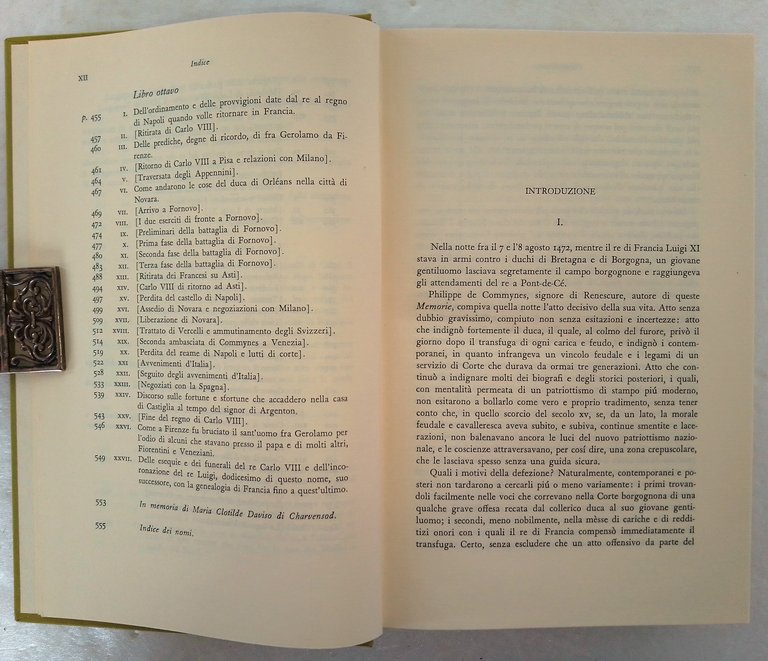 XII
Indice
Libro ottavo
p. 455 I. Dell'ordinamento e delle provvigioni date dal re al regno
di Napoli quando volle ritornare in Francia.
457 II. [Ritirata di Carlo VIII].
460 III. Delle prediche, degne di ricordo, di fra Gerolamo da Fi-
renze.
461 IV. [Ritorno di Carlo VIII a Pisa e relazioni con Milano].
464 V. [Traversata degli Appennini].
467 VI. Come andarono le cose del duca di Orléans nella città di
Novara.
469 VII. [Arrivo a Fornovo].
472 VIII. [I due eserciti di fronte a Fornovo].
474 IX. [Preliminari della battaglia di Fornovo].
477 X. [Prima fase della battaglia di Fornovo].
480 XI. [Seconda fase della battaglia di Fornovo].
483 XII. [Terza fase della battaglia di Fornovo].
488 XIII. [Ritirata dei Francesi su Asti].
494 XIV. [Carlo VIII di ritorno ad Asti].
497 XV. [Perdita del castello di Napoli].
499 XVI. [Assedio di Novara e negoziazioni con Milano].
509 XVII. [Liberazione di Novara].
512 XVIII. [Trattato di Vercelli e ammutinamento degli Svizzeri].
514 XIX. [Seconda ambasciata di Commynes a Venezia].
519 XX. [Perdita del reame di Napoli e lutti di corte].
522 XXI [Avvenimenti d'Italia].
528 XXII. [Seguito degli avvenimenti d'Italia].
533 XXIII. [Negoziati con la Spagna].
539 XXIV. Discorso sulle fortune e sfortune che accaddero nella casa
di Castiglia al tempo del signor di Argenton.
543 XXV. [Fine del regno di Carlo VIII].
546 XXVI. Come a Firenze fu bruciato il sant'uomo fra Gerolamo per
l'odio di alcuni che stavano presso il papa e di molti altri,
Fiorentini e Veneziani.
549 XXVII. Delle esequie e dei funerali del re Carlo VIII e dell'inco-
ronazione del re Luigi, dodicesimo di questo nome, suo
successore, con la genealogia di Francia fino a quest'ultimo.
553 In memoria di Maria Clotilde Daviso di Charvensod.
555 Indice dei nomi.
INTRODUZIONE
I.
Nella notte fra il 7 e l'8 agosto 1472, mentre il re di Francia Luigi XI
stava in armi contro i duchi di Bretagna e di Borgogna, un giovane
gentiluomo lasciava segretamente il campo borgognone e raggiungeva
gli attendamenti del re a Pont-de-Cé.
Philippe de Commynes, signore di Renescure, autore di queste
Memorie, compiva quella notte l'atto decisivo della sua vita. Atto senza
dubbio gravissimo, compiuto non senza esitazioni e incertezze: atto
che indignò fortemente il duca, il quale, al colmo del furore, privò il
giorno dopo il transfuga di ogni carica e feudo, e indignò i contem-
poranei, in quanto infrangeva un vincolo feudale e i legami di un
servizio di Corte che durava da ormai tre generazioni. Atto che con-
tinuò a indignare molti dei biografi e degli storici posteriori, i quali,
con mentalità permeata di un patriottismo di stampo piú moderno,
non esitarono a bollarlo come vero e proprio tradimento, senza tener
conto che, in quello scorcio del secolo XV, se, da un lato, la morale
feudale e cavalleresca aveva subito, e subiva, continue smentite e lace-
razioni, non balenavano ancora le luci del nuovo patriottismo nazionale,
e le coscienze attraversavano, per cosí dire, una zona crepuscolare,
che le lasciava spesso senza una guida sicura.
Quali i motivi della defezione? Naturalmente, contemporanei e po-
steri non tardarono a cercarli piú o meno variamente: i primi trovan-
doli facilmente nelle voci che correvano nella Corte borgognona di una
qualche grave offesa recata dal collerico duca al suo giovane genti-
luomo; i secondi, meno nobilmente, nella mèsse di cariche e di reddi-
tizi onori con i quali il re di Francia compensò immediatamente il
transfuga. Certo, senza escludere che un atto offensivo da parte del